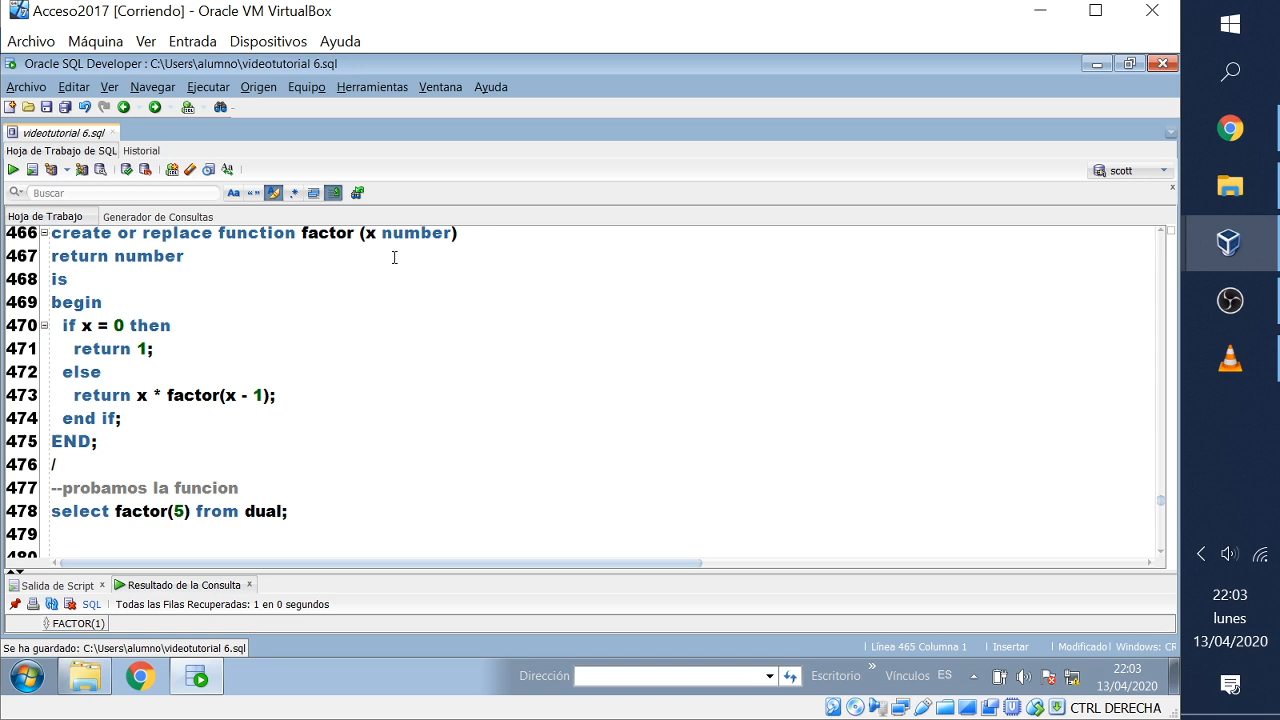 Acceso2017 [Corriendo] - Oracle VM VirtualBox
Archivo Máquina Ver Entrada Dispositivos Ayuda
Oracle SQL Developer : C:\Users\alumno\videotutorial 6.sql
Archivo Editar Ver Navegar Ejecutar Origen Equipo Herramientas Ventana Ayuda
videotutorial 6.sql
Hoja de Trabajo de SQL Historial
scott
Buscar
Hoja de Trabajo Generador de Consultas
466 create or replace function factor (x number)
467 return number
468 is
469 begin
470 if x = 0 then
471 return 1;
472 else
473 return x * factor(x - 1);
474 end if;
475 END;
476 /
477 --probamos la funcion
478 select factor(5) from dual;
479
480
Salida de Script Resultado de la Consulta
SQL Todas las Filas Recuperadas: 1 en 0 segundos
FACTOR(1)
Se ha guardado: C:\Users\alumno\videotutorial 6.sql
Línea 465 Columna 1 Insertar Modificado Windows: CR
Dirección Escritorio Vínculos ES 22:03
13/04/2020
CTRL DERECHA
22:03
lunes
13/04/2020